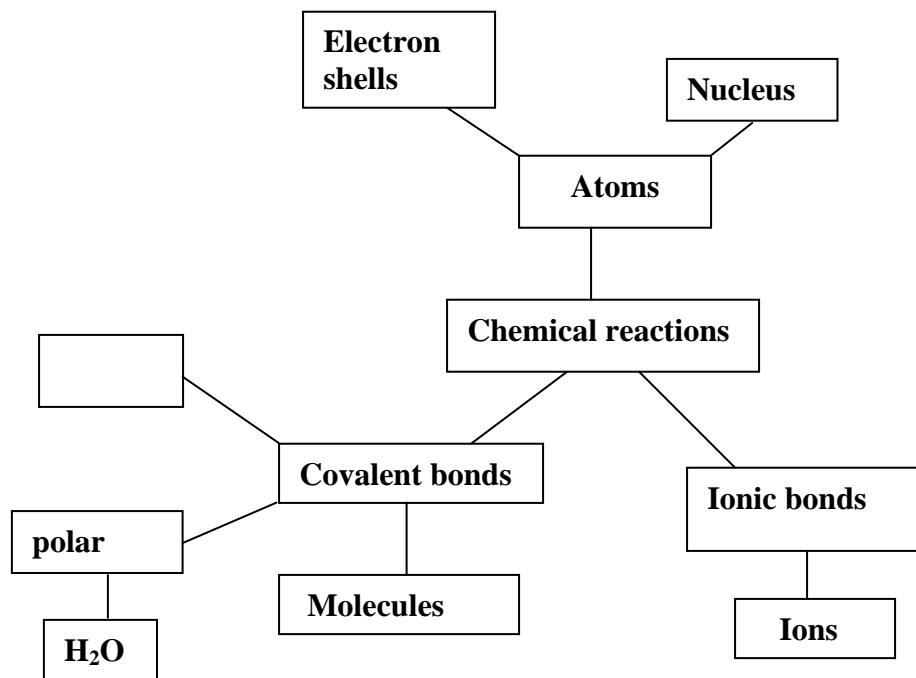 Electron
shells
Nucleus
Atoms
Chemical reactions
Covalent bonds
Ionic bonds
polar
Molecules
Ions
H₂O